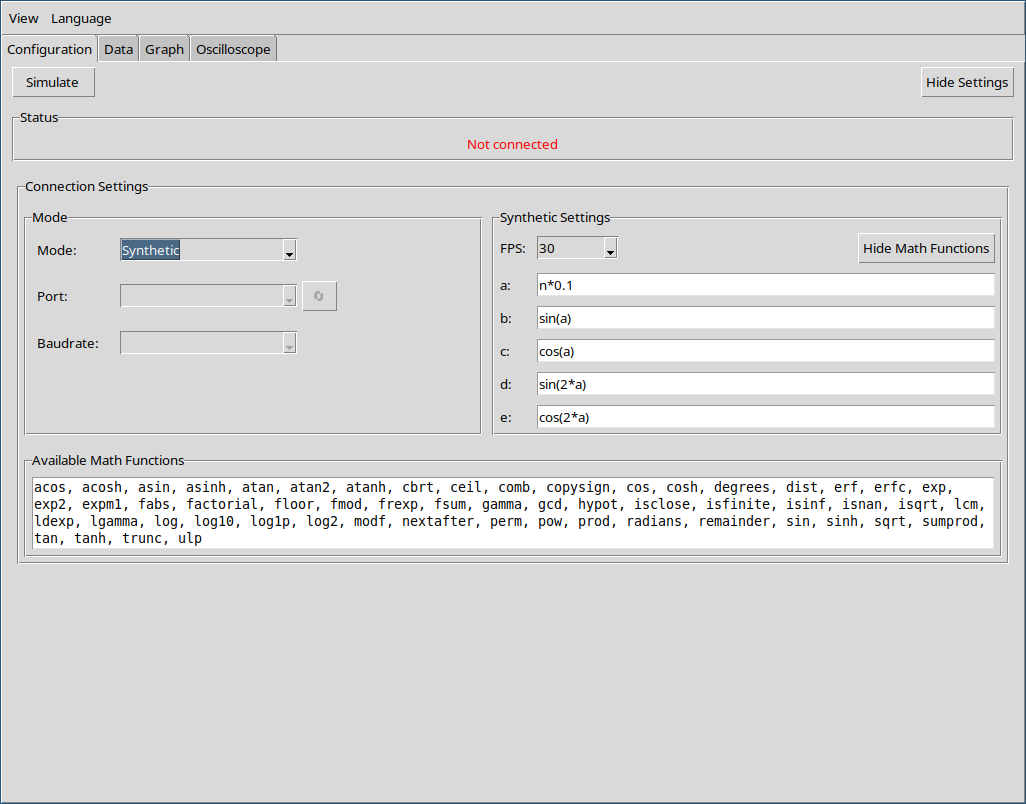 View Language
Configuration Data Graph Oscilloscope
Simulate Hide Settings
Status
Not connected
Connection Settings
Mode
Mode: Synthetic
Port:
Baudrate:
Synthetic Settings
FPS: 30 Hide Math Functions
a: n*0.1
b: sin(a)
c: cos(a)
d: sin(2*a)
e: cos(2*a)
Available Math Functions
acos, acosh, asin, asinh, atan, atan2, atanh, cbrt, ceil, comb, copysign, cos, cosh, degrees, dist, erf, erfc, exp,
exp2, expm1, fabs, factorial, floor, fmod, frexp, fsum, gamma, gcd, hypot, isclose, isfinite, isinf, isnan, isqrt, lcm,
ldexp, lgamma, log, log10, log1p, log2, modf, nextafter, perm, pow, prod, radians, remainder, sin, sinh, sqrt, sumprod,
tan, tanh, trunc, ulp